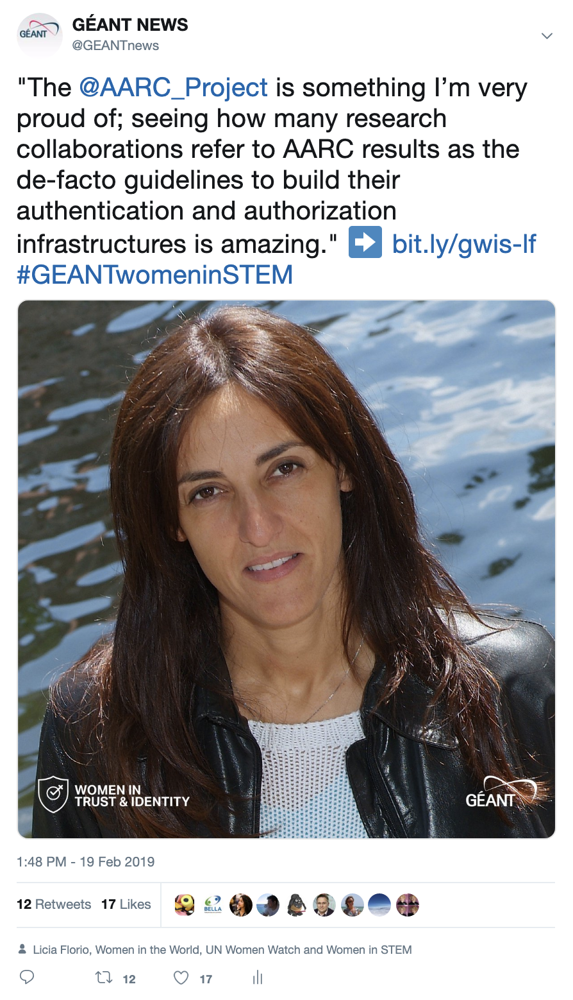 GÉANT
GÉANT NEWS
@GEANTnews
"The @AARC_Project is something I’m very
proud of; seeing how many research
collaborations refer to AARC results as the
de-facto guidelines to build their
authentication and authorization
infrastructures is amazing." ➡ bit.ly/gwis-lf
#GEANTwomeninSTEM
WOMEN IN
TRUST & IDENTITY
GÉANT
1:48 PM - 19 Feb 2019
12 Retweets 17 Likes
BELLA
Licia Florio, Women in the World, UN Women Watch and Women in STEM
12 17